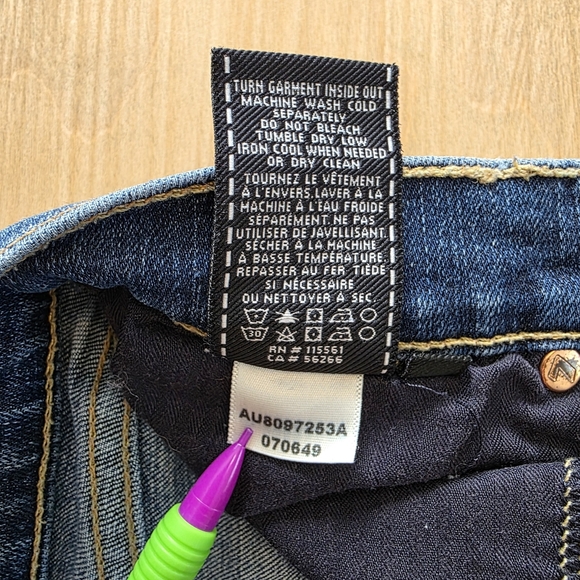 TURN GARMENT INSIDE OUT
MACHINE WASH COLD
SEPARATELY
DO NOT BLEACH
TUMBLE DRY LOW
IRON COOL WHEN NEEDED
OR DRY CLEAN
TOURNEZ LE VÊTEMENT
À L'ENVERS. LAVER À LA
MACHINE À L'EAU FROIDE
SÉPARÉMENT. NE PAS
UTILISER DE JAVELLISANT.
SÉCHER À LA MACHINE
À BASSE TEMPÉRATURE.
REPASSER AU FER TIÈDE
SI NÉCESSAIRE
OU NETTOYER À SEC.
30
RN # 115561
CA # 56266
AU8097253A
070649